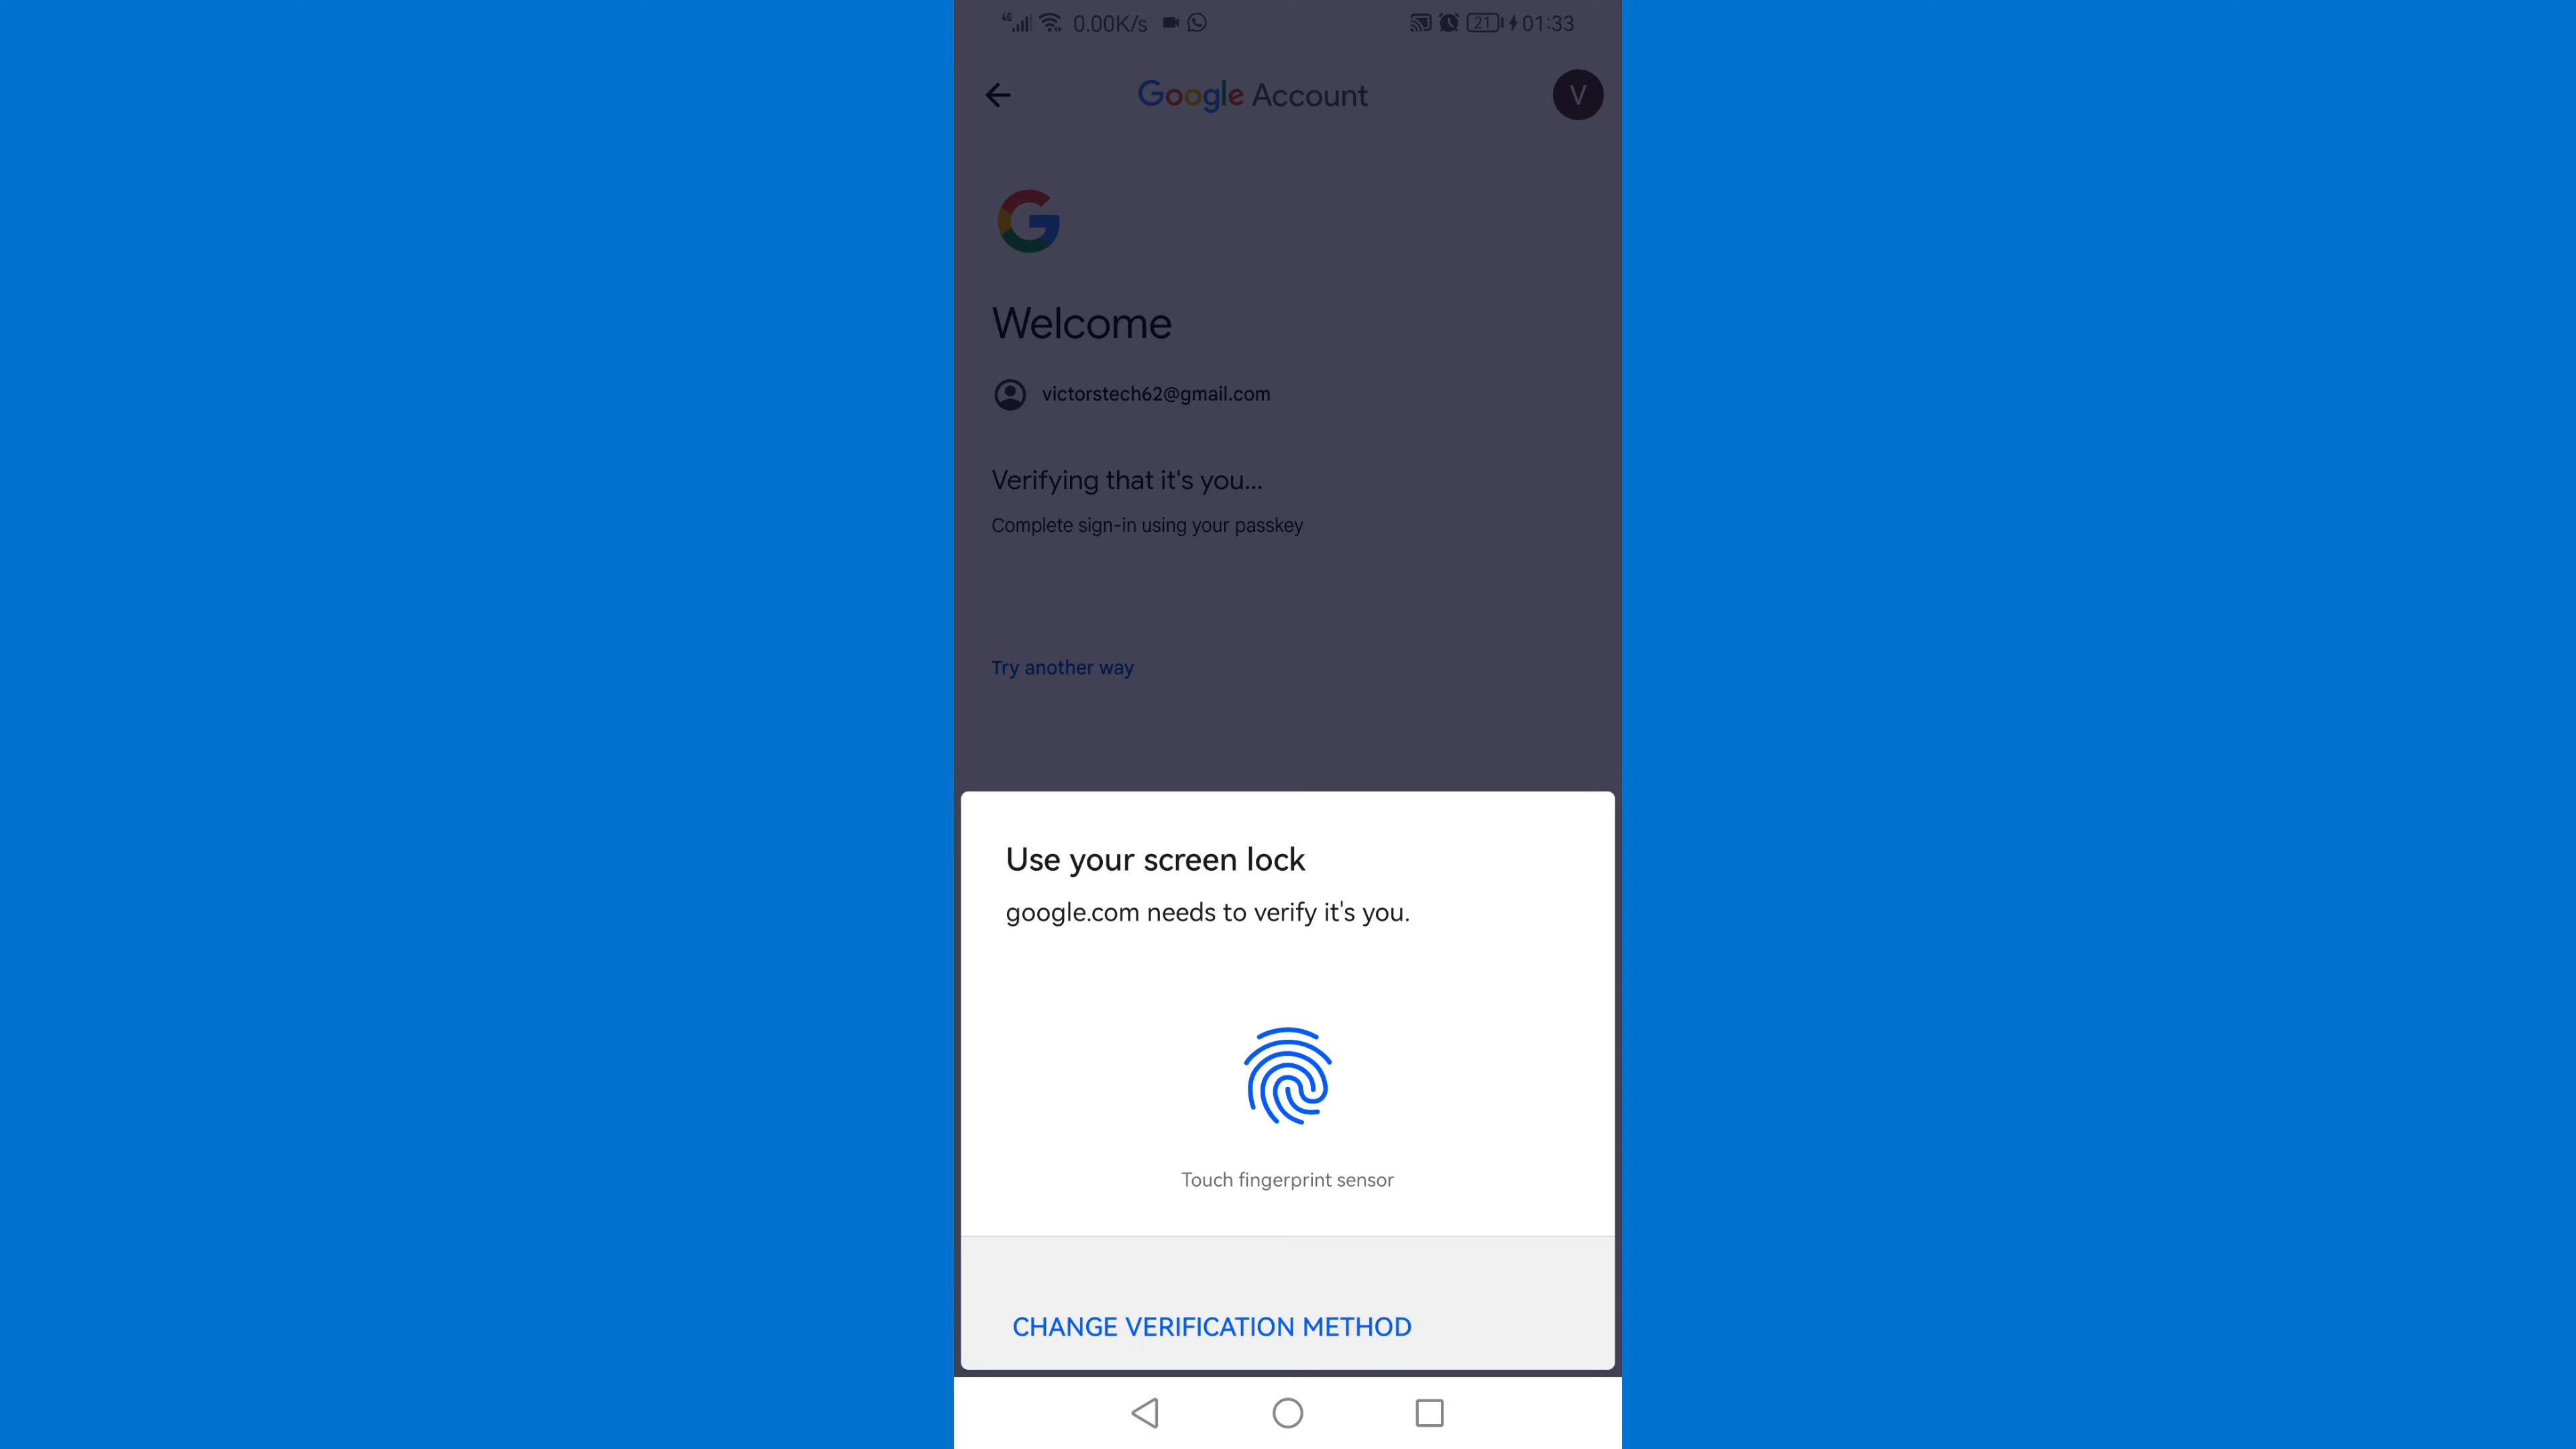 4G 0.00K/s 21 01:33
Google Account V
G
Welcome
victorstech62@gmail.com
Verifying that it's you...
Complete sign-in using your passkey
Try another way
Use your screen lock
google.com needs to verify it's you.
Touch fingerprint sensor
CHANGE VERIFICATION METHOD